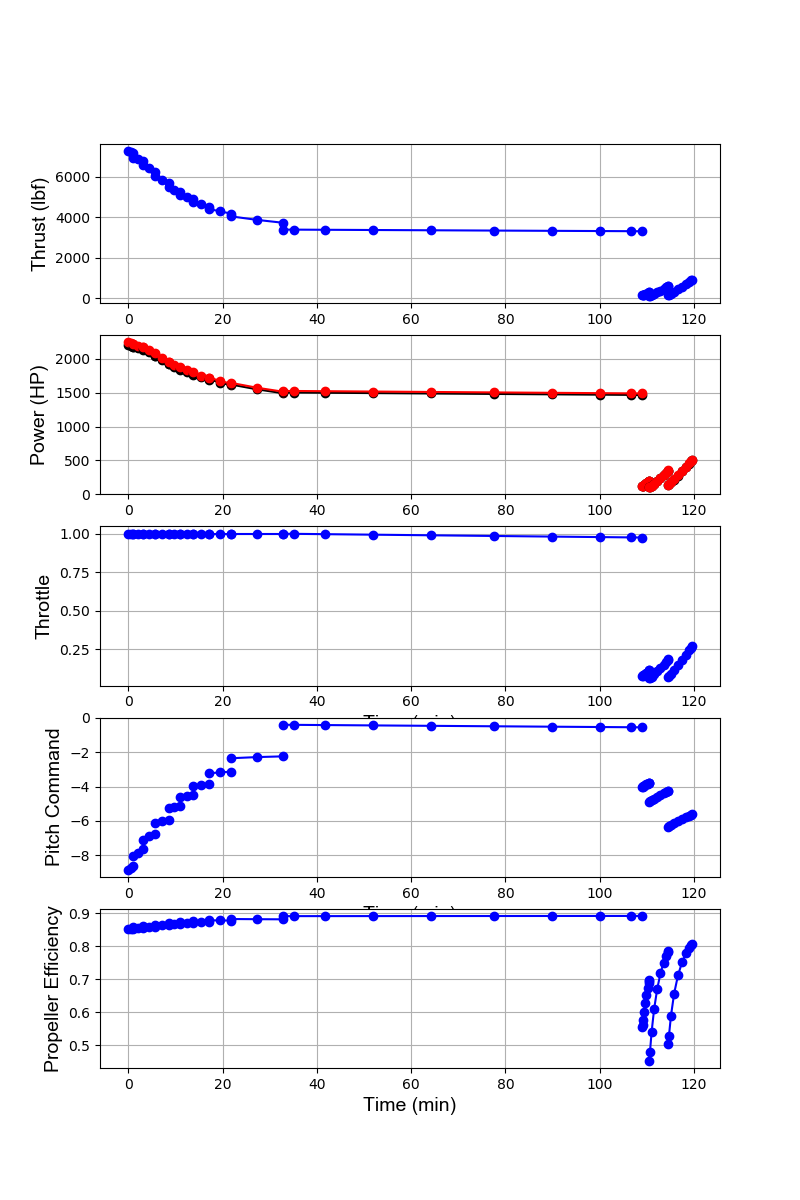 Thrust (lbf)
6000
4000
2000
0
0 20 40 60 80 100 120
Power (HP)
2000
1500
1000
500
0
0 20 40 60 80 100 120
Throttle
1.00
0.75
0.50
0.25
0 20 40 60 80 100 120
Pitch Command
0
−2
−4
−6
−8
0 20 40 60 80 100 120
Propeller Efficiency
0.9
0.8
0.7
0.6
0.5
0 20 40 60 80 100 120
Time (min)